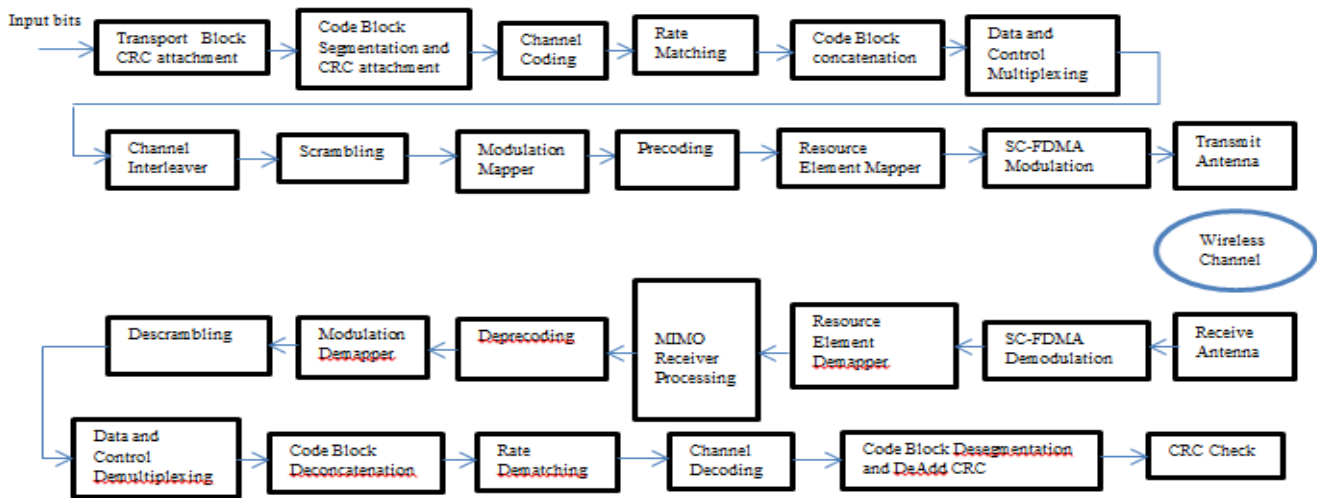 Input bits
Transport Block
CRC attachment
Code Block
Segmentation and
CRC attachment
Channel
Coding
Rate
Matching
Code Block
concatenation
Data and
Control
Multiplexing
Channel
Interleaver
Scrambling
Modulation
Mapper
Precoding
Resource
Element Mapper
SC-FDMA
Modulation
Transmit
Antenna
Wireless
Channel
Descrambling
Modulation
Demapper
Deprecoding
MIMO
Receiver
Processing
Resource
Element
Demapper
SC-FDMA
Demodulation
Receive
Antenna
Data and
Control
Demultiplexing
Code Block
Deconcatenation
Rate
Dematching
Channel
Decoding
Code Block Desegmentation
and DeAdd CRC
CRC Check